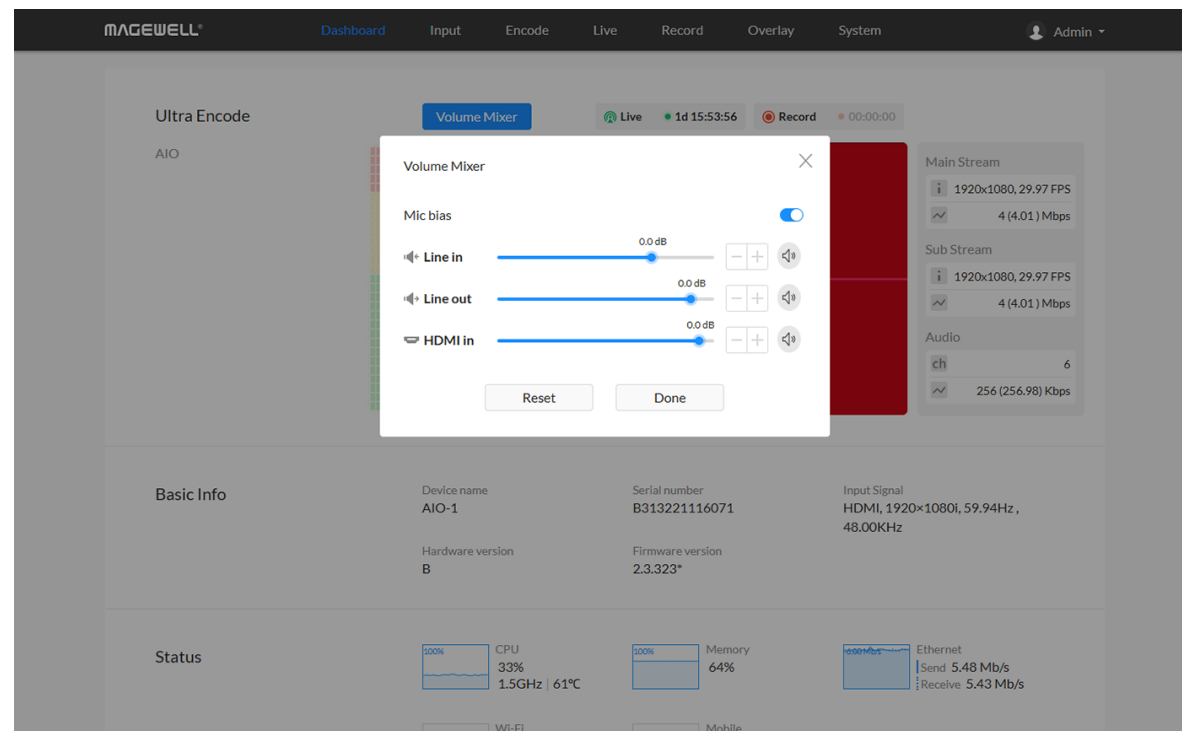 MAGEWELL®
Dashboard Input Encode Live Record Overlay System Admin
Ultra Encode Volume Mixer Live 1d 15:53:56 Record 00:00:00
AIO
Volume Mixer
Mic bias
0.0 dB
Line in
0.0 dB
Line out
0.0 dB
HDMI in
Reset Done
Main Stream
i 1920x1080, 29.97 FPS
4 (4.01 ) Mbps
Sub Stream
i 1920x1080, 29.97 FPS
4 (4.01 ) Mbps
Audio
ch 6
256 (256.98) Kbps
Basic Info
Device name
AIO-1
Serial number
B313221116071
Input Signal
HDMI, 1920×1080i, 59.94Hz ,
48.00KHz
Hardware version
B
Firmware version
2.3.323*
Status
100%
CPU
33%
1.5GHz | 61℃
100%
Memory
64%
6.00 Mb/s
Ethernet
Send 5.48 Mb/s
Receive 5.43 Mb/s
Wi-Fi
Mobile